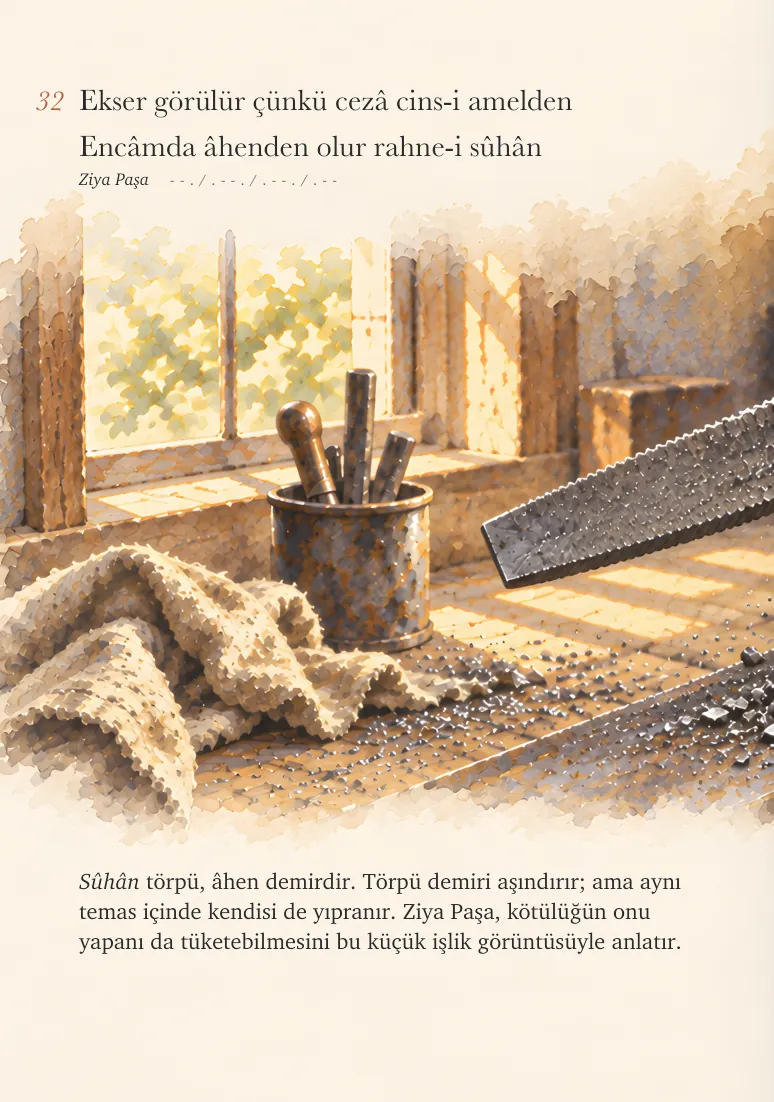 32 Ekser görülür çünkü cezâ cins-i amelden
Encâmda âhenden olur rahne-i sûhân
Ziya Paşa - - . / . - - . / . - - . / . - -
Sûhân törpü, âhen demirdir. Törpü demiri aşındırır; ama aynı
temas içinde kendisi de yıpranır. Ziya Paşa, kötülüğün onu
yapanı da tüketebilmesini bu küçük işlik görüntüsüyle anlatır.